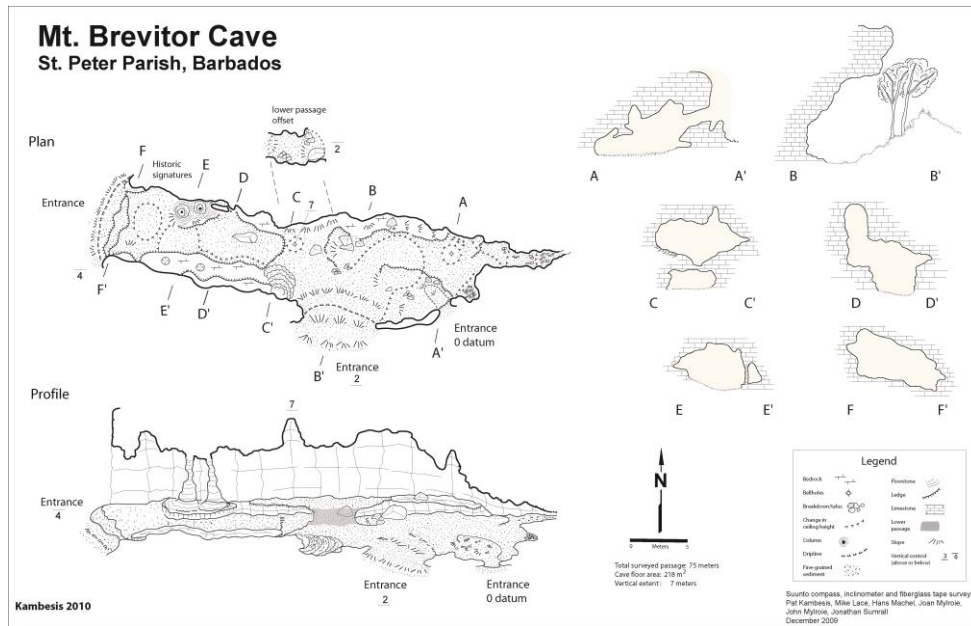 Mt. Brevitor Cave
St. Peter Parish, Barbados
Plan
lower passage
offset
2
F
Historic
signatures
E
D
C
7
B
A
Entrance
4
F'
E'
D'
C'
B'
Entrance
2
A'
Entrance
0 datum
A
A'
B
B'
C
C'
D
D'
E
E'
F
F'
Profile
7
Entrance
4
Entrance
2
Entrance
0 datum
N
0 Meters 5
Total surveyed passage: 75 meters
Cave floor area: 218 m²
Vertical extent : 7 meters
Legend
Bedrock
Bellholes
Breakdown/talus
Change in
ceiling height
Column
Dripline
Fine-grained
sediment
Flowstone
Ledge
Limestone
Lower
passage
Slope
Vertical control
(above or below)
Kambesis 2010
Suunto compass, inclinometer and fiberglass tape survey
Pat Kambesis, Mike Lace, Hans Machel, Joan Mylroie,
John Mylroie, Jonathan Sumrall
December 2009